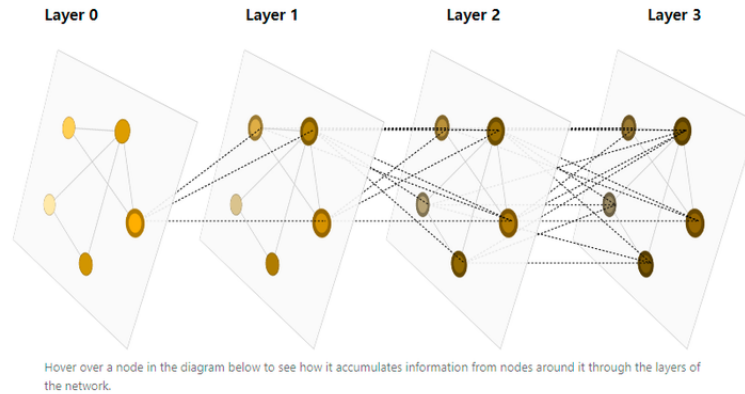 Layer 0 Layer 1 Layer 2 Layer 3
Hover over a node in the diagram below to see how it accumulates information from nodes around it through the layers of
the network.